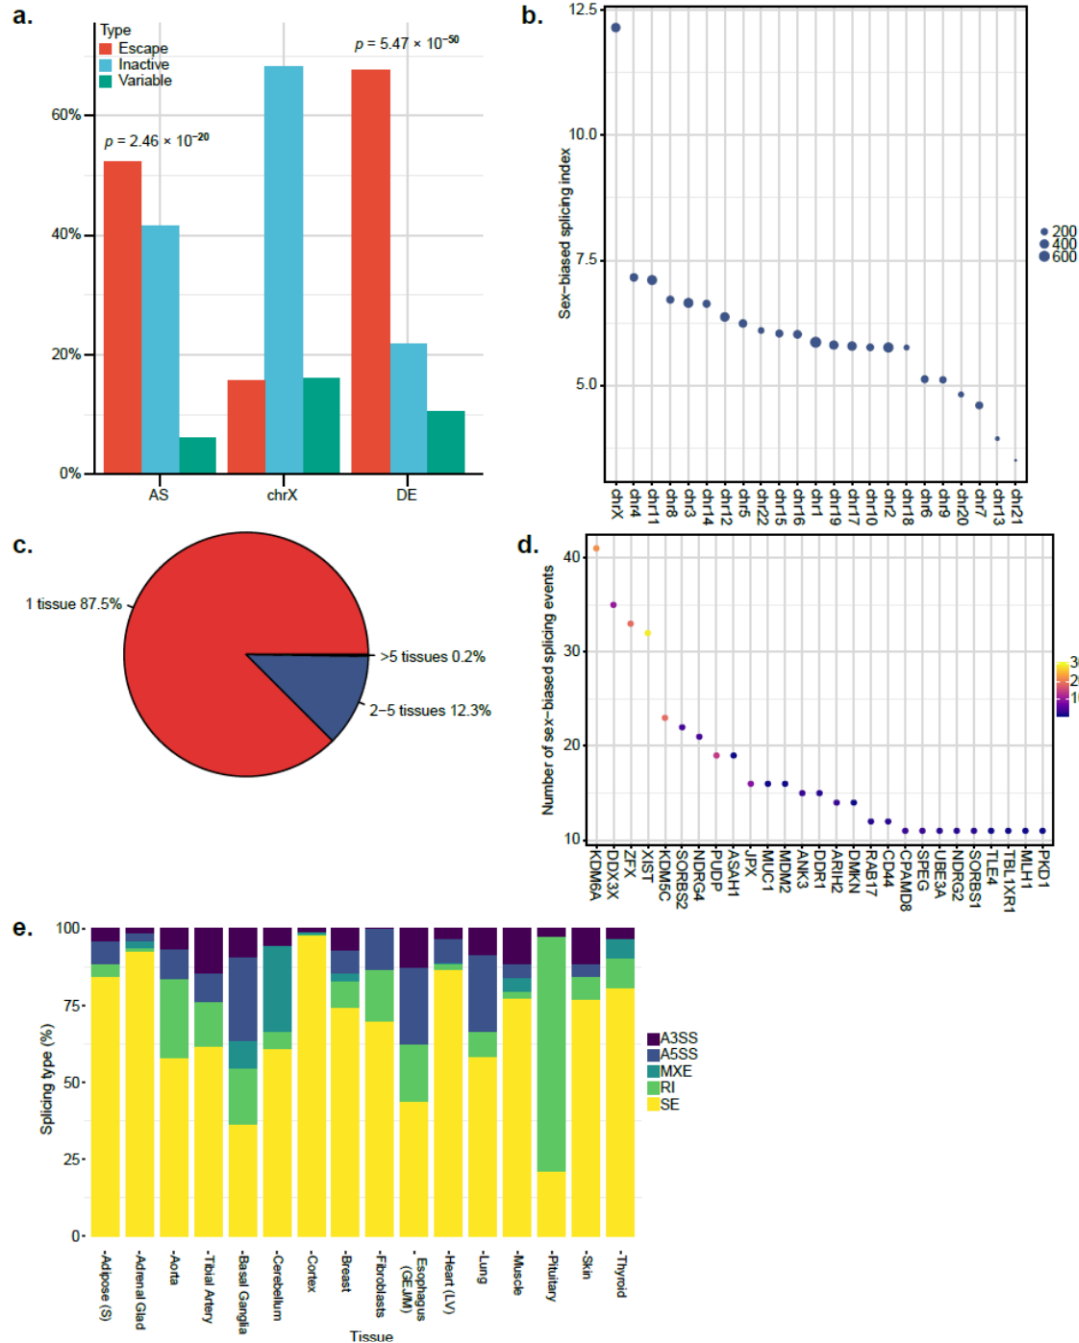 a.
Type
Escape
Inactive
Variable
p = 2.46 × 10⁻²⁰
p = 5.47 × 10⁻⁵⁰
60%
40%
20%
0%
AS
chrX
DE
b.
Sex-biased splicing index
12.5
10.0
7.5
5.0
chrX
chr4
chr11
chr8
chr3
chr14
chr12
chr5
chr22
chr15
chr16
chr1
chr19
chr17
chr10
chr2
chr18
chr6
chr9
chr20
chr7
chr13
chr21
200
400
600
c.
1 tissue 87.5%
>5 tissues 0.2%
2-5 tissues 12.3%
d.
Number of sex-biased splicing events
40
30
20
10
KDM6A
DDX3X
ZFX
XIST
KDM5C
SORBS2
NDRG4
PUDP
ASAH1
JPX
MUC1
MDM2
ANK3
DDR1
ARIH2
DMKN
RAB17
CD44
CPAMD8
SPEG
UBE3A
NDRG2
SORBS1
TLE4
TBL1XR1
MLH1
PKD1
e.
Splicing type (%)
100
75
50
25
0
-Adipose (S)
-Adrenal Glad
-Aorta
-Tibial Artery
-Basal Ganglia
-Cerebellum
-Cortex
-Breast
-Fibroblasts
- Esophagus
(GEJ/M)
-Heart (LV)
-Lung
-Muscle
-Pituitary
-Skin
-Thyroid
Tissue
A3SS
A5SS
MXE
RI
SE